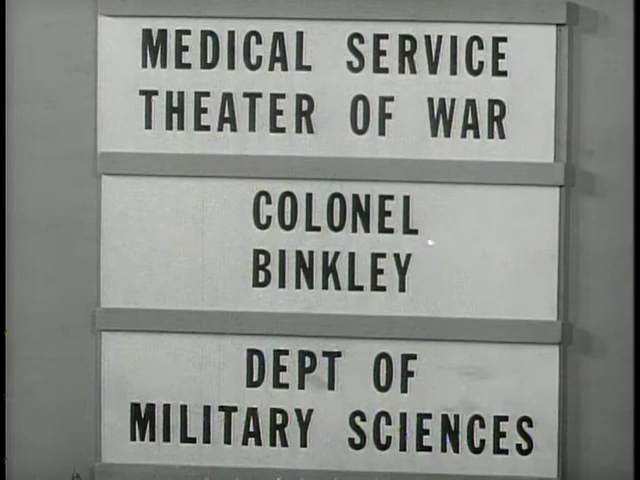 MEDICAL SERVICE
THEATER OF WAR
COLONEL
BINKLEY
DEPT OF
MILITARY SCIENCES